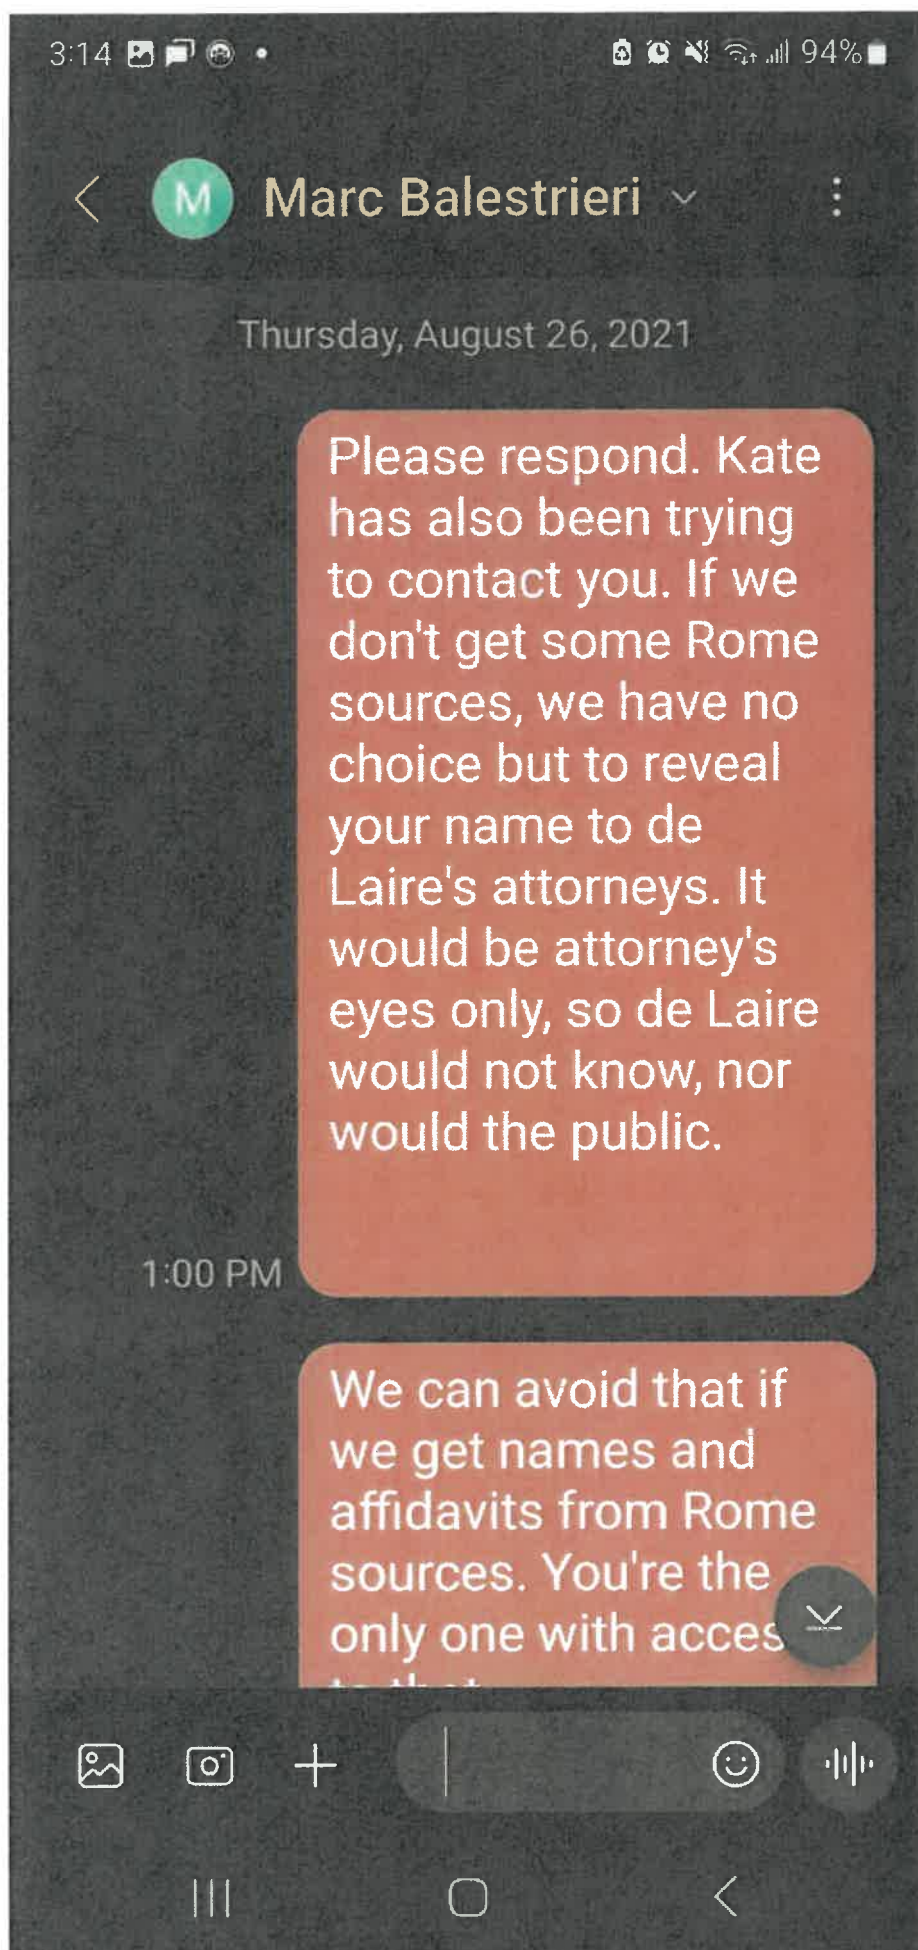 3:14
94%
M Marc Balestrieri
Thursday, August 26, 2021
Please respond. Kate
has also been trying
to contact you. If we
don't get some Rome
sources, we have no
choice but to reveal
your name to de
Laire's attorneys. It
would be attorney's
eyes only, so de Laire
would not know, nor
would the public.
1:00 PM
We can avoid that if
we get names and
affidavits from Rome
sources. You're the
only one with acces